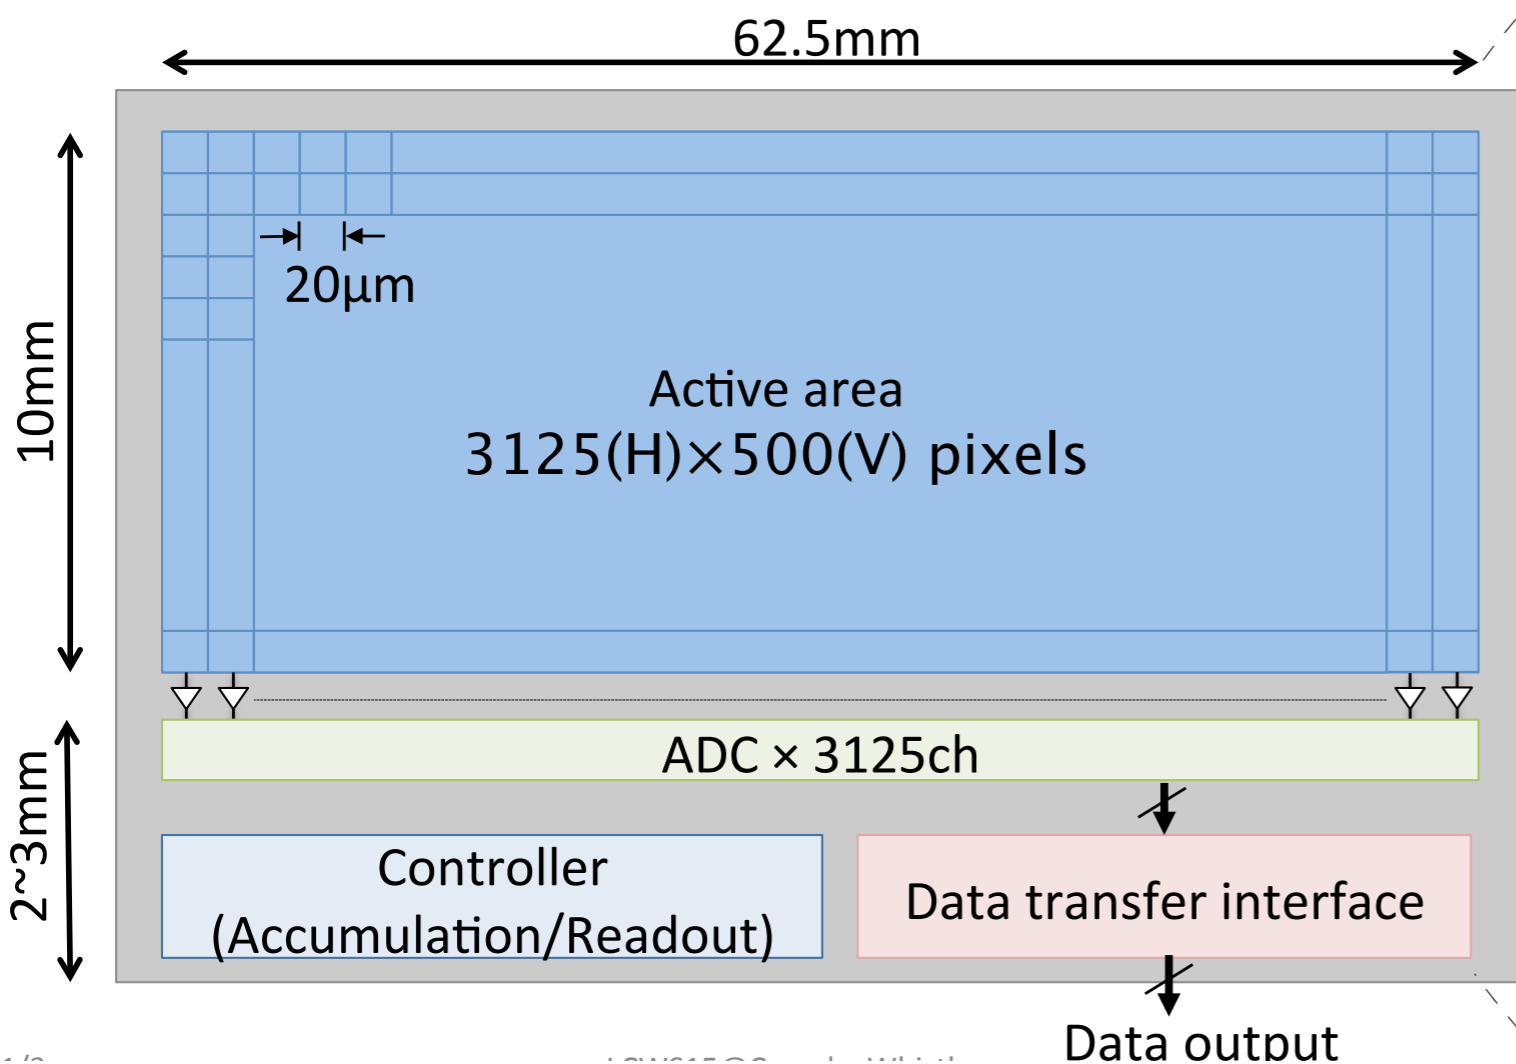 62.5mm
10mm
20μm
Active area
3125(H)×500(V) pixels
ADC × 3125ch
2~3mm
Controller
(Accumulation/Readout)
Data transfer interface
Data output